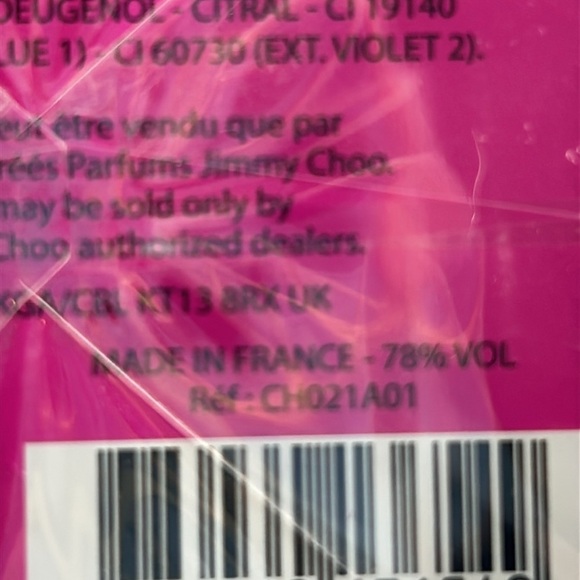 DEUGENOL - CITRAL - CI 19140
LUE 1) - CI 60730 (EXT. VIOLET 2).
eut être vendu que par
réés Parfums Jimmy Choo.
may be sold only by
Choo authorized dealers.
KT13 8RX UK
MADE IN FRANCE - 78% VOL
Réf : CH021A01